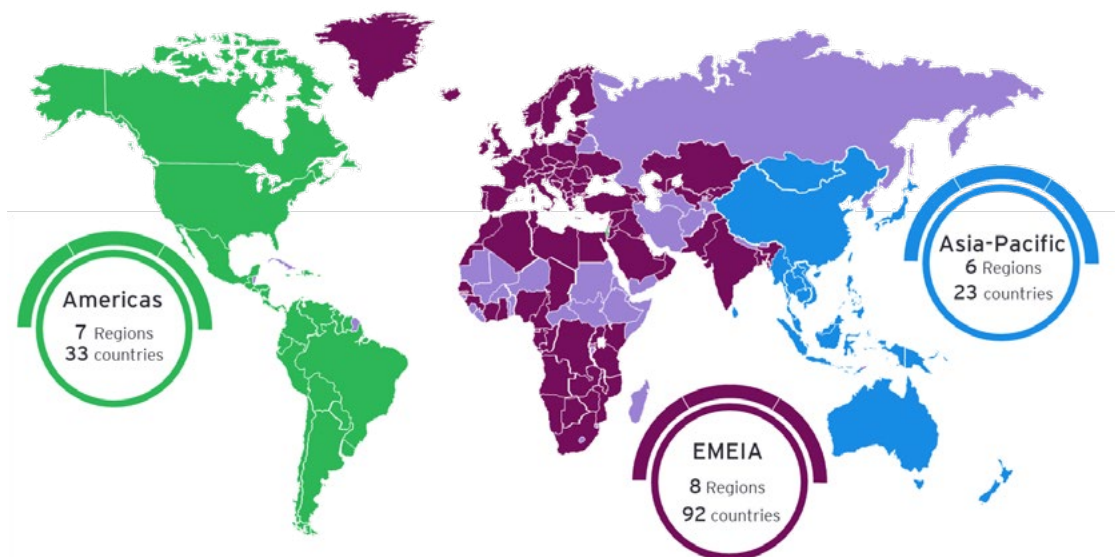 Americas
7 Regions
33 countries
EMEIA
8 Regions
92 countries
Asia-Pacific
6 Regions
23 countries